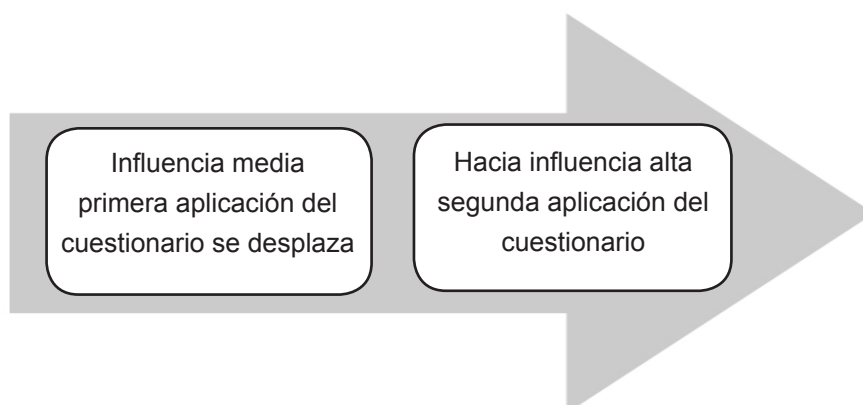 Influencia media
primera aplicación del
cuestionario se desplaza
Hacia influencia alta
segunda aplicación del
cuestionario